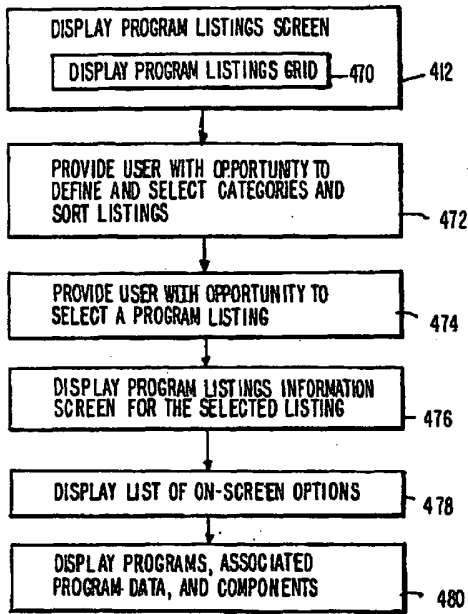 DISPLAY PROGRAM LISTINGS SCREEN
DISPLAY PROGRAM LISTINGS GRID 470
412
PROVIDE USER WITH OPPORTUNITY TO
DEFINE AND SELECT CATEGORIES AND
SORT LISTINGS
472
PROVIDE USER WITH OPPORTUNITY TO
SELECT A PROGRAM LISTING
474
DISPLAY PROGRAM LISTINGS INFORMATION
SCREEN FOR THE SELECTED LISTING
476
DISPLAY LIST OF ON-SCREEN OPTIONS
478
DISPLAY PROGRAMS, ASSOCIATED
PROGRAM DATA, AND COMPONENTS
480